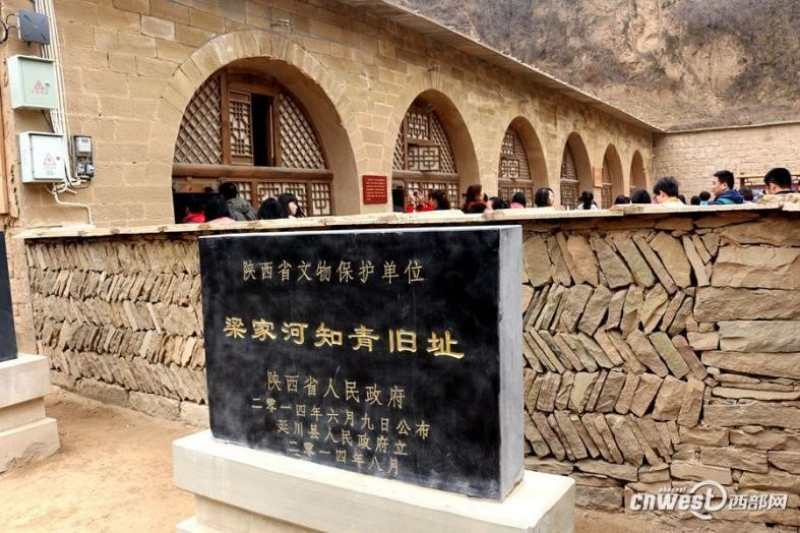 陕西省文物保护单位
梁家河知青旧址
陕西省人民政府
二零一四年六月九日公布
延川县人民政府立
二零一四年八月
cnwest西部网